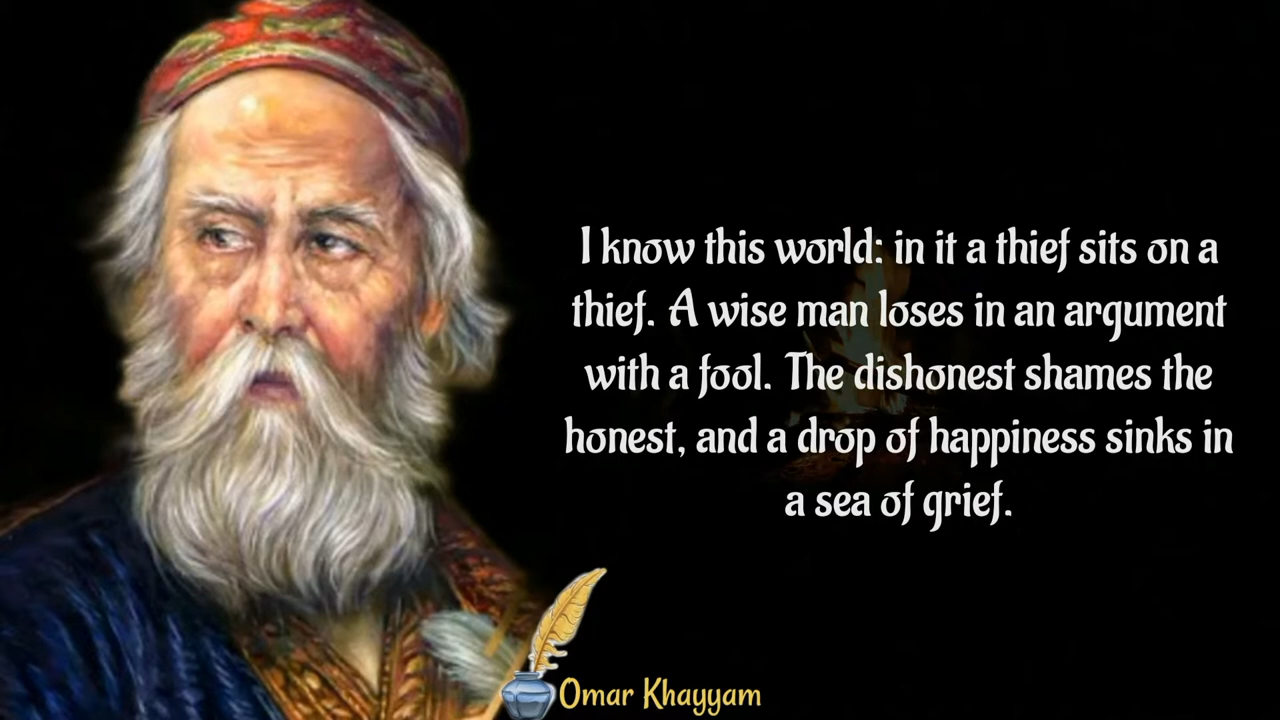 I know this world: in it a thief sits on a
thief. A wise man loses in an argument
with a fool. The dishonest shames the
honest, and a drop of happiness sinks in
a sea of grief.
Omar Khayyam